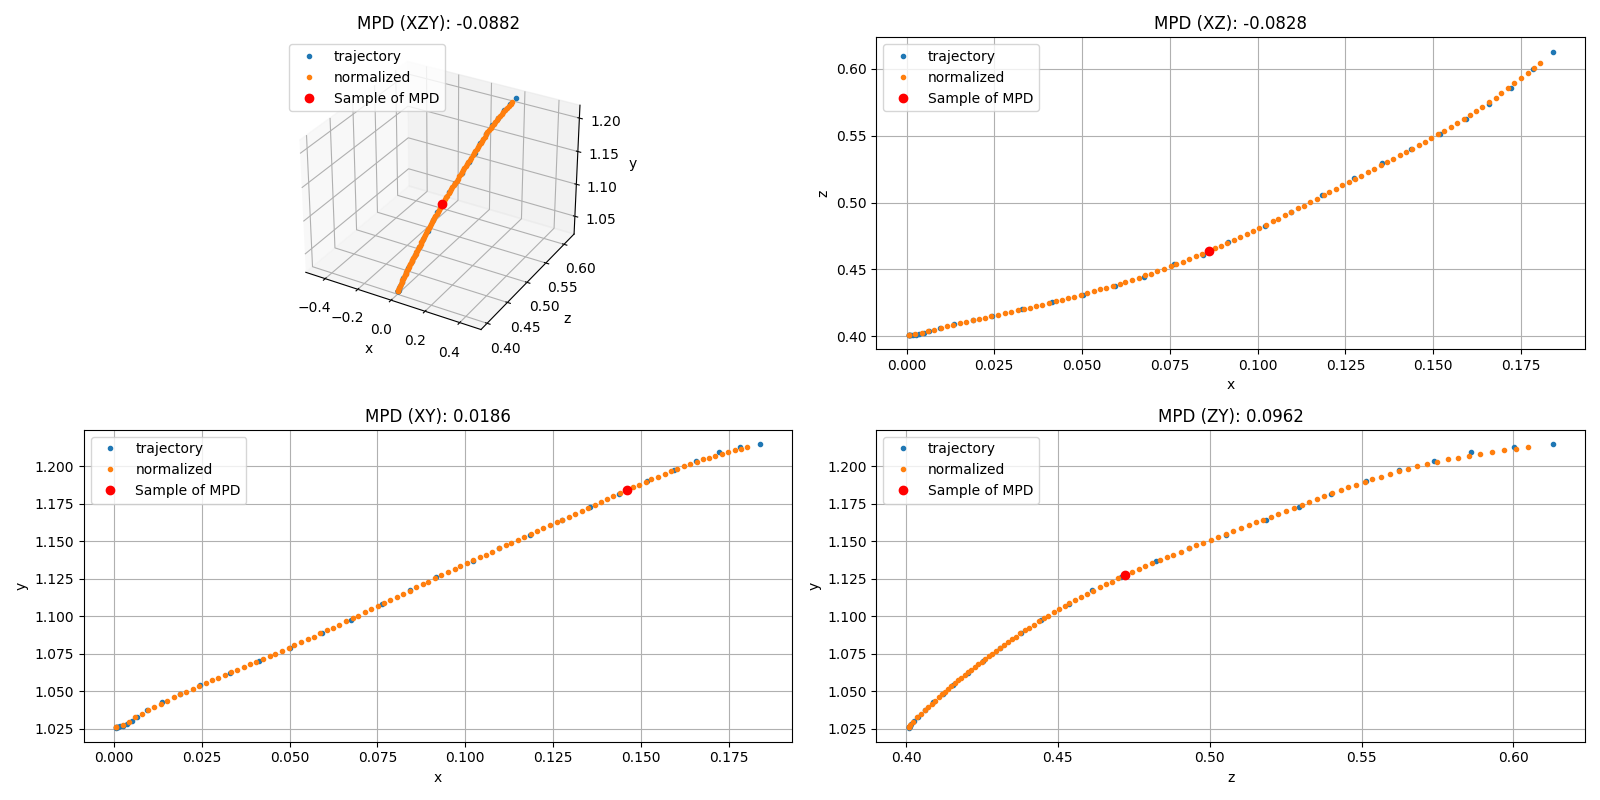 MPD (XZY): -0.0882
trajectory
normalized
Sample of MPD
1.20
1.15
1.10
1.05
y
0.60
0.55
0.50
0.45
0.40
z
−0.4
−0.2
0.0
0.2
0.4
x
MPD (XZ): -0.0828
trajectory
normalized
Sample of MPD
0.60
0.55
0.50
0.45
0.40
z
0.000 0.025 0.050 0.075 0.100 0.125 0.150 0.175
x
MPD (XY): 0.0186
trajectory
normalized
Sample of MPD
1.200
1.175
1.150
1.125
1.100
1.075
1.050
1.025
y
0.000 0.025 0.050 0.075 0.100 0.125 0.150 0.175
x
MPD (ZY): 0.0962
trajectory
normalized
Sample of MPD
1.200
1.175
1.150
1.125
1.100
1.075
1.050
1.025
y
0.40 0.45 0.50 0.55 0.60
z